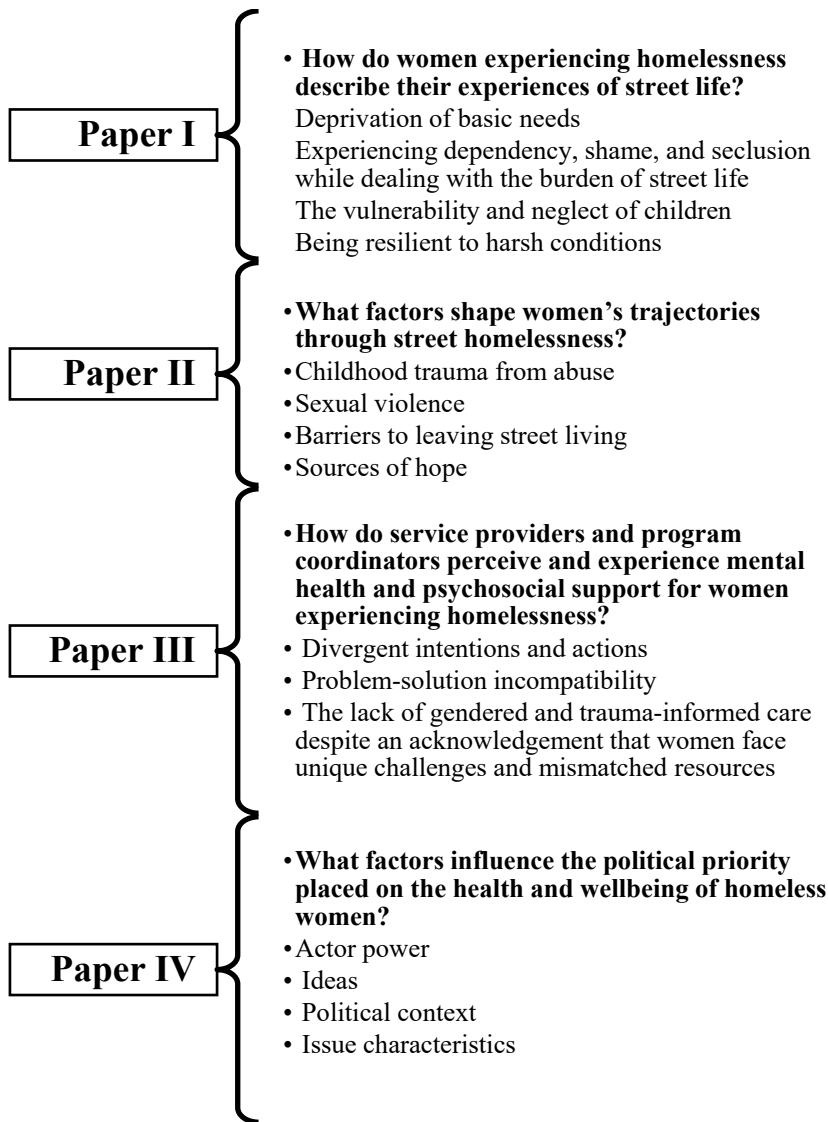 Paper I
• How do women experiencing homelessness
describe their experiences of street life?
Deprivation of basic needs
Experiencing dependency, shame, and seclusion
while dealing with the burden of street life
The vulnerability and neglect of children
Being resilient to harsh conditions
Paper II
•What factors shape women’s trajectories
through street homelessness?
•Childhood trauma from abuse
•Sexual violence
•Barriers to leaving street living
•Sources of hope
Paper III
•How do service providers and program
coordinators perceive and experience mental
health and psychosocial support for women
experiencing homelessness?
• Divergent intentions and actions
• Problem-solution incompatibility
• The lack of gendered and trauma-informed care
despite an acknowledgement that women face
unique challenges and mismatched resources
Paper IV
•What factors influence the political priority
placed on the health and wellbeing of homeless
women?
•Actor power
• Ideas
• Political context
• Issue characteristics